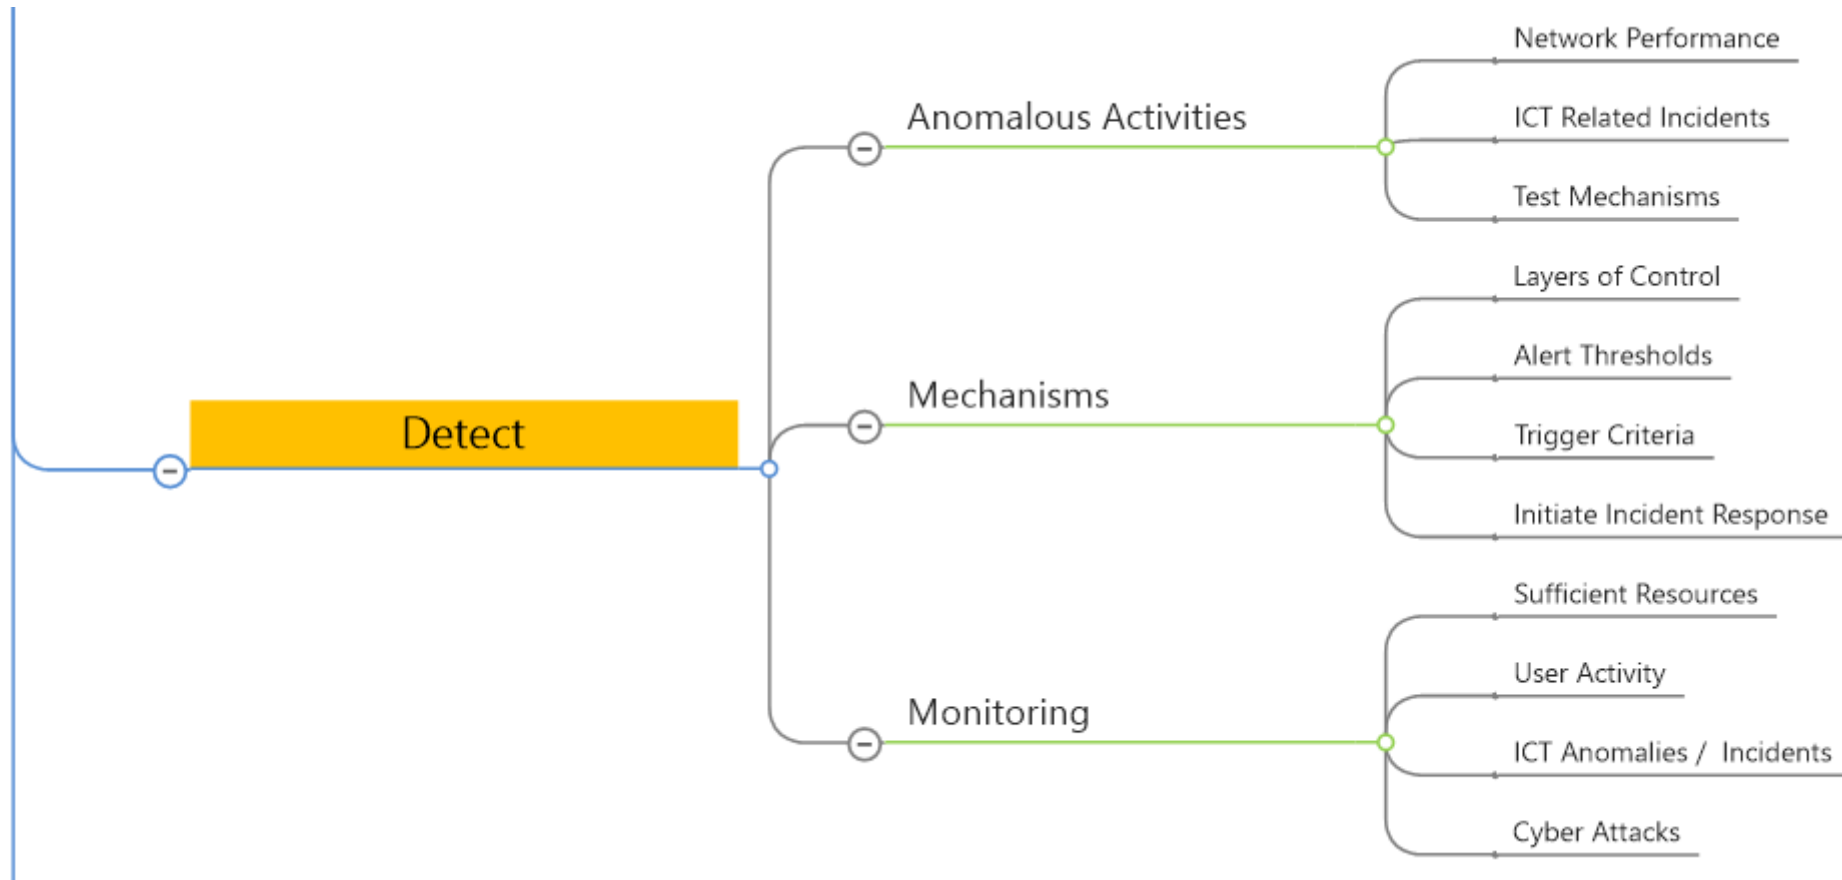 Detect
Anomalous Activities
Network Performance
ICT Related Incidents
Test Mechanisms
Mechanisms
Layers of Control
Alert Thresholds
Trigger Criteria
Initiate Incident Response
Monitoring
Sufficient Resources
User Activity
ICT Anomalies /  Incidents
Cyber Attacks